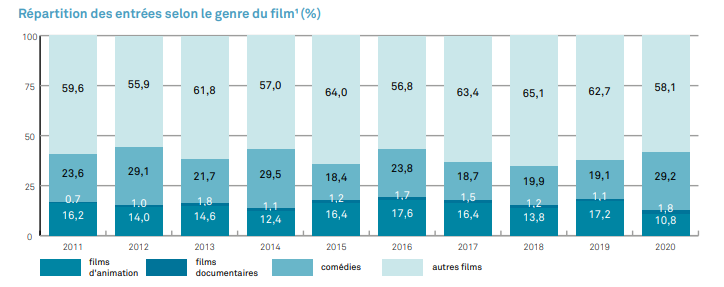 Répartition des entrées selon le genre du film¹ (%)
100
75
50
25
0
59,6 55,9 61,8 57,0 64,0 56,8 63,4 65,1 62,7 58,1
23,6 29,1 21,7 29,5 18,4 23,8 18,7 19,9 19,1 29,2
0.7 1.0 1,8 1,1 1,2 1,7 1,5 1,2 1,1 1,8
16,2 14,0 14,6 12,4 16,4 17,6 16,4 13,8 17,2 10,8
2011 2012 2013 2014 2015 2016 2017 2018 2019 2020
films
d'animation
films
documentaires
comédies
autres films